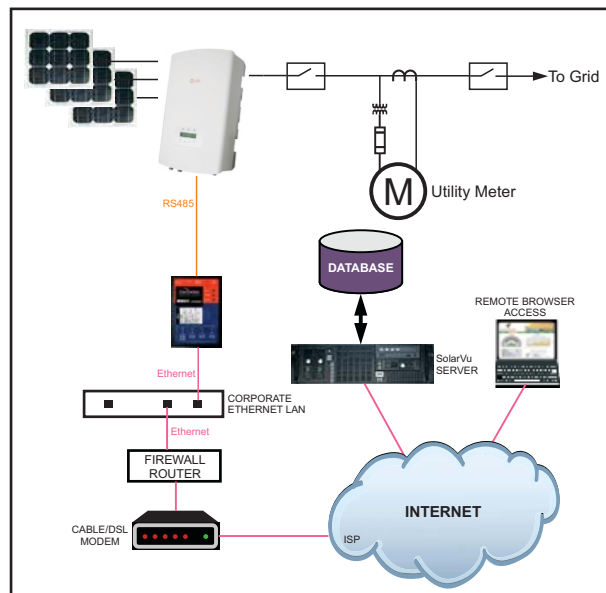 To Grid
M
Utility Meter
RS485
DATABASE
REMOTE BROWSER
ACCESS
SolarVu
SERVER
Ethernet
CORPORATE
ETHERNET LAN
Ethernet
FIREWALL
ROUTER
INTERNET
CABLE/DSL
MODEM
ISP